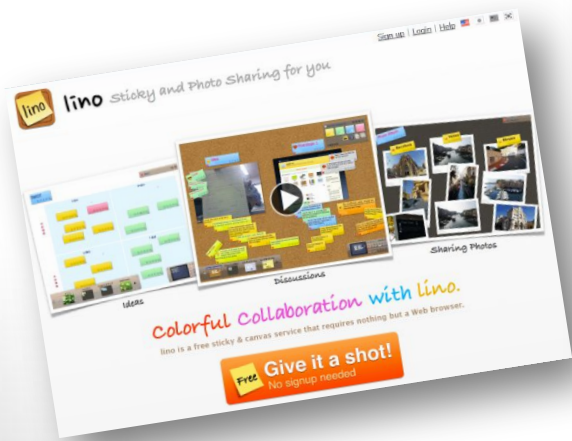 Sign up | Login | Help
lino
lino Sticky and Photo Sharing for you
Ideas
Discussions
Sharing Photos
Colorful Collaboration with lino.
lino is a free sticky & canvas service that requires nothing but a Web browser.
Free
Give it a shot!
No signup needed